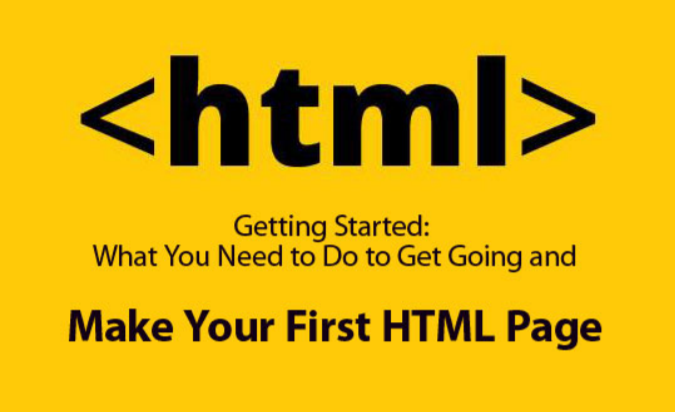 <html>
Getting Started:
What You Need to Do to Get Going and
Make Your First HTML Page